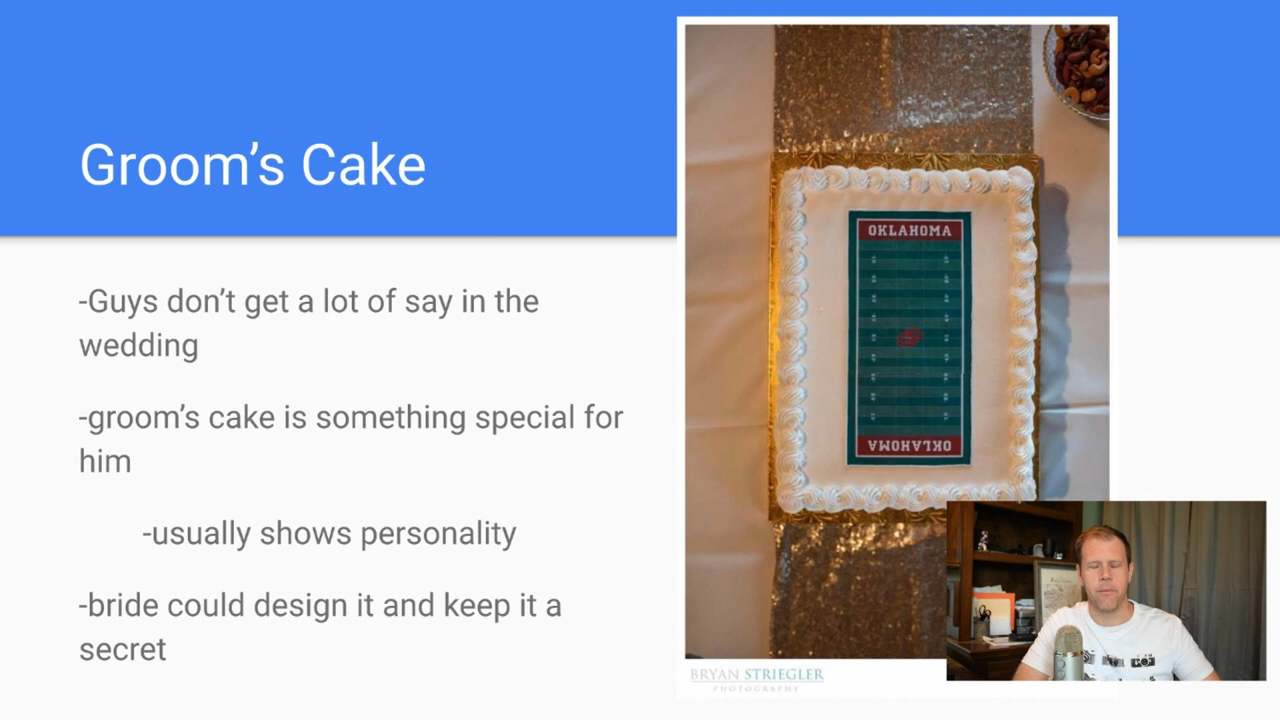 Groom’s Cake
-Guys don’t get a lot of say in the
wedding
-groom’s cake is something special for
him
-usually shows personality
-bride could design it and keep it a
secret
OKLAHOMA
OKLAHOMA
BRYAN STRIEGLER
PHOTOGRAPHY